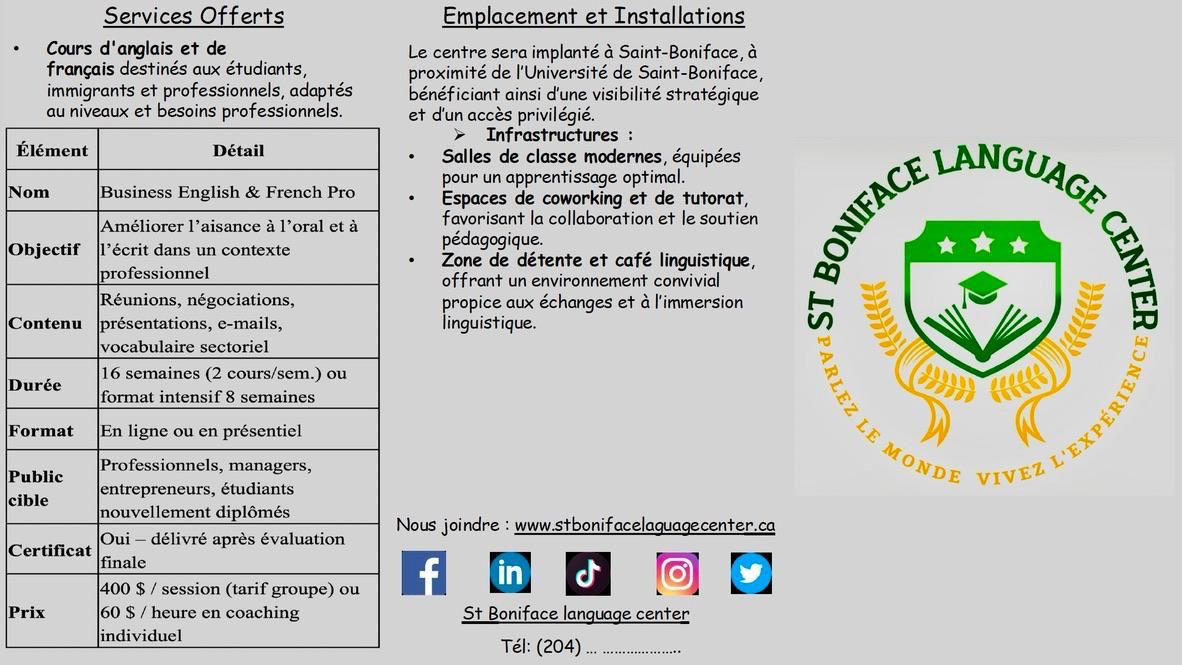 Services Offerts
• Cours d'anglais et de
français destinés aux étudiants,
immigrants et professionnels, adaptés
au niveaux et besoins professionnels.
Élément Détail
Nom Business English & French Pro
Objectif Améliorer l'aisance à l'oral et à
l'écrit dans un contexte
professionnel
Contenu Réunions, négociations,
présentations, e-mails,
vocabulaire sectoriel
Durée 16 semaines (2 cours/sem.) ou
format intensif 8 semaines
Format En ligne ou en présentiel
Public
cible
Professionnels, managers,
entrepreneurs, étudiants
nouvellement diplômés
Certificat Oui – délivré après évaluation
finale
Prix 400 $ / session (tarif groupe) ou
60 $ / heure en coaching
individuel
Emplacement et Installations
Le centre sera implanté à Saint-Boniface, à
proximité de l'Université de Saint-Boniface,
bénéficiant ainsi d'une visibilité stratégique
et d'un accès privilégié.
➢ Infrastructures :
• Salles de classe modernes, équipées
pour un apprentissage optimal.
• Espaces de coworking et de tutorat,
favorisant la collaboration et le soutien
pédagogique.
• Zone de détente et café linguistique,
offrant un environnement convivial
propice aux échanges et à l'immersion
linguistique.
Nous joindre : www.stbonifacelaguagecenter.ca
f in
St Boniface language center
Tél: (204) … …………………..
ST BONIFACE LANGUAGE CENTER
PARLEZ LE MONDE VIVEZ L'EXPÉRIENCE